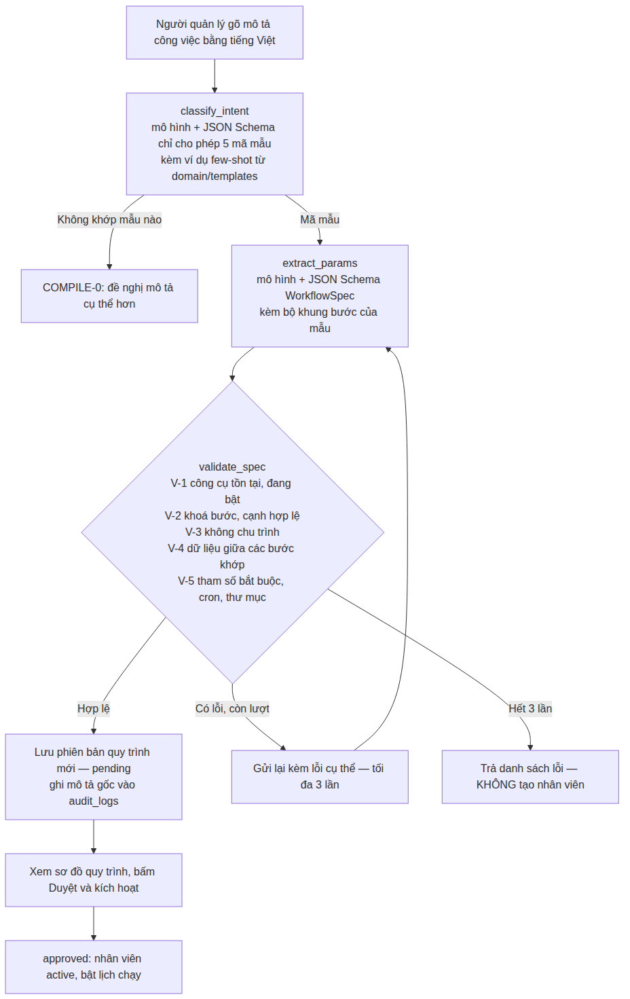 Người quản lý gõ mô tả
công việc bằng tiếng Việt
classify_intent
mô hình + JSON Schema
chỉ cho phép 5 mã mẫu
kèm ví dụ few-shot từ
domain/templates
Không khớp mẫu nào
Mã mẫu
COMPILE-0: đề nghị mô tả
cụ thể hơn
extract_params
mô hình + JSON Schema
WorkflowSpec
kèm bộ khung bước của
mẫu
validate_spec
V-1 công cụ tồn tại, đang
bật
V-2 khoá bước, cạnh hợp lệ
V-3 không chu trình
V-4 dữ liệu giữa các bước
khớp
V-5 tham số bắt buộc,
cron, thư mục
Hợp lệ
Có lỗi, còn lượt
Hết 3 lần
Lưu phiên bản quy trình
mới — pending
ghi mô tả gốc vào
audit_logs
Gửi lại kèm lỗi cụ thể — tối
đa 3 lần
Trả danh sách lỗi —
KHÔNG tạo nhân viên
Xem sơ đồ quy trình, bấm
Duyệt và kích hoạt
approved: nhân viên
active, bật lịch chạy